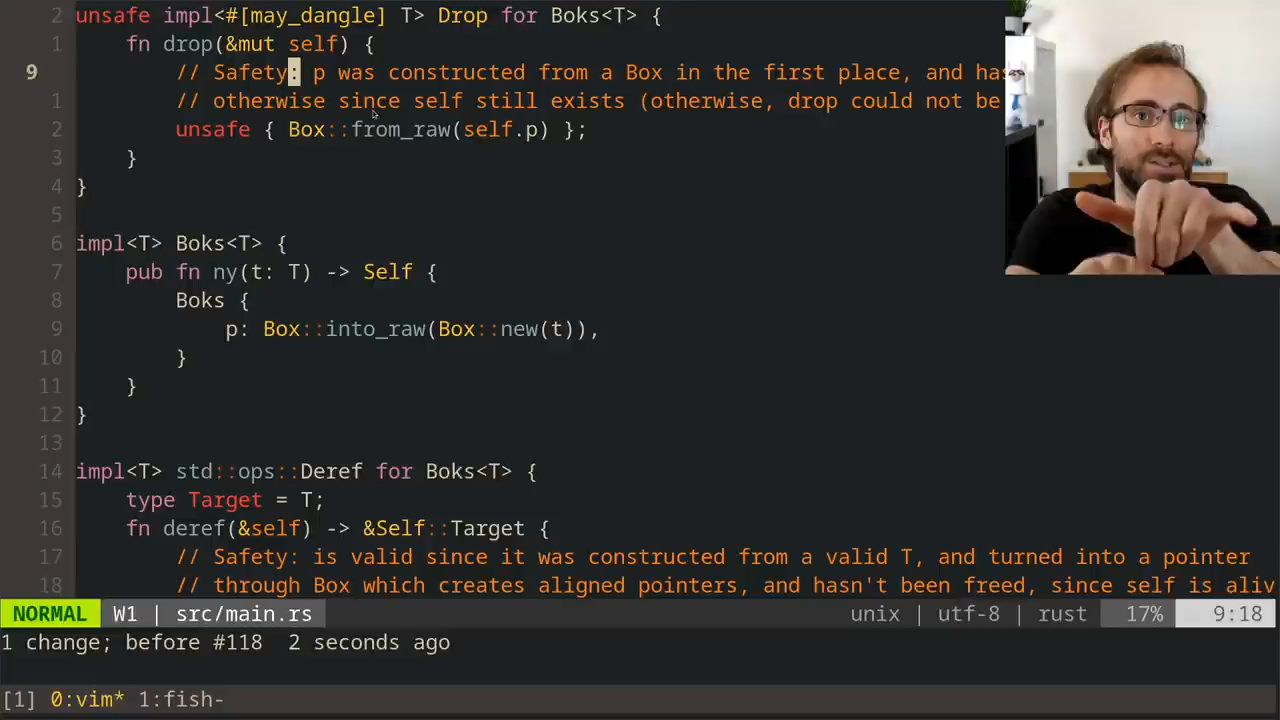 2 unsafe impl<#[may_dangle] T> Drop for Boks<T> {
1 fn drop(&mut self) {
9 // Safety: p was constructed from a Box in the first place, and has
1 // otherwise since self still exists (otherwise, drop could not be
2 unsafe { Box::from_raw(self.p) };
3 }
4 }
5
6 impl<T> Boks<T> {
7 pub fn ny(t: T) -> Self {
8 Boks {
9 p: Box::into_raw(Box::new(t)),
10 }
11 }
12 }
13
14 impl<T> std::ops::Deref for Boks<T> {
15 type Target = T;
16 fn deref(&self) -> &Self::Target {
17 // Safety: is valid since it was constructed from a valid T, and turned into a pointer
18 // through Box which creates aligned pointers, and hasn't been freed, since self is aliv
NORMAL W1 | src/main.rs unix | utf-8 | rust 17% 9:18
1 change; before #118 2 seconds ago
[1] 0:vim* 1:fish-